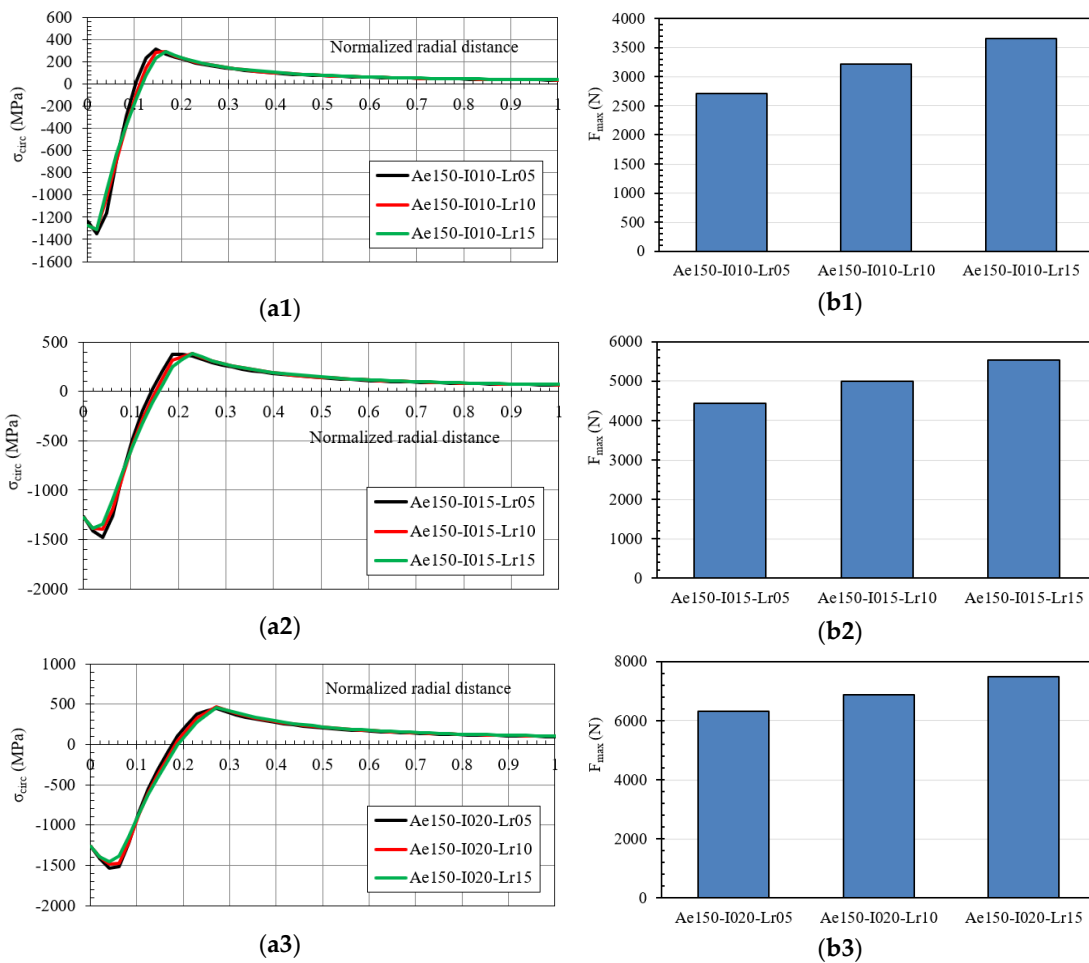 600
400
200
0
-200
-400
-600
-800
-1000
-1200
-1400
-1600
σcirc (MPa)
Normalized radial distance
0 0.1 0.2 0.3 0.4 0.5 0.6 0.7 0.8 0.9 1
Ae150-I010-Lr05
Ae150-I010-Lr10
Ae150-I010-Lr15
(a1)
4000
3500
3000
2500
2000
1500
1000
500
0
Fmax (N)
Ae150-I010-Lr05 Ae150-I010-Lr10 Ae150-I010-Lr15
(b1)
500
0
-500
-1000
-1500
-2000
σcirc (MPa)
0 0.1 0.2 0.3 0.4 0.5 0.6 0.7 0.8 0.9 1
Normalized radial distance
Ae150-I015-Lr05
Ae150-I015-Lr10
Ae150-I015-Lr15
(a2)
6000
5000
4000
3000
2000
1000
0
Fmax (N)
Ae150-I015-Lr05 Ae150-I015-Lr10 Ae150-I015-Lr15
(b2)
1000
500
0
-500
-1000
-1500
-2000
σcirc (MPa)
Normalized radial distance
0 0.1 0.2 0.3 0.4 0.5 0.6 0.7 0.8 0.9 1
Ae150-I020-Lr05
Ae150-I020-Lr10
Ae150-I020-Lr15
(a3)
8000
6000
4000
2000
0
Fmax (N)
Ae150-I020-Lr05 Ae150-I020-Lr10 Ae150-I020-Lr15
(b3)